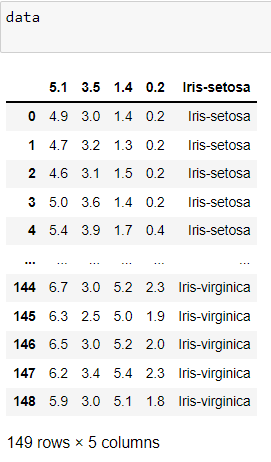 data
5.1 3.5 1.4 0.2 Iris-setosa
0 4.9 3.0 1.4 0.2 Iris-setosa
1 4.7 3.2 1.3 0.2 Iris-setosa
2 4.6 3.1 1.5 0.2 Iris-setosa
3 5.0 3.6 1.4 0.2 Iris-setosa
4 5.4 3.9 1.7 0.4 Iris-setosa
... ... ... ... ... ...
144 6.7 3.0 5.2 2.3 Iris-virginica
145 6.3 2.5 5.0 1.9 Iris-virginica
146 6.5 3.0 5.2 2.0 Iris-virginica
147 6.2 3.4 5.4 2.3 Iris-virginica
148 5.9 3.0 5.1 1.8 Iris-virginica
149 rows × 5 columns